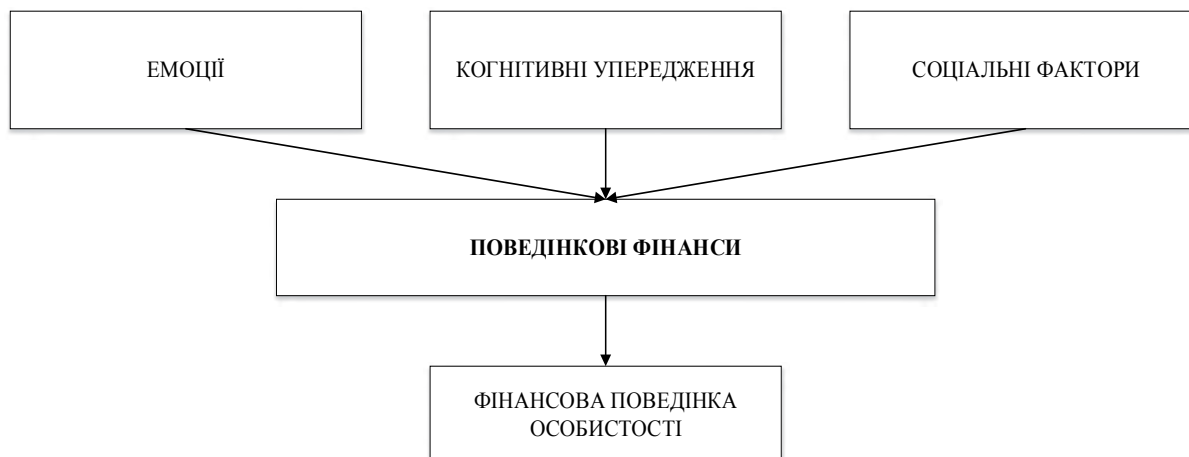 ЕМОЦІЇ
КОГНІТИВНІ УПЕРЕДЖЕННЯ
СОЦІАЛЬНІ ФАКТОРИ
ПОВЕДІНКОВІ ФІНАНСИ
ФІНАНСОВА ПОВЕДІНКА
ОСОБИСТОСТІ